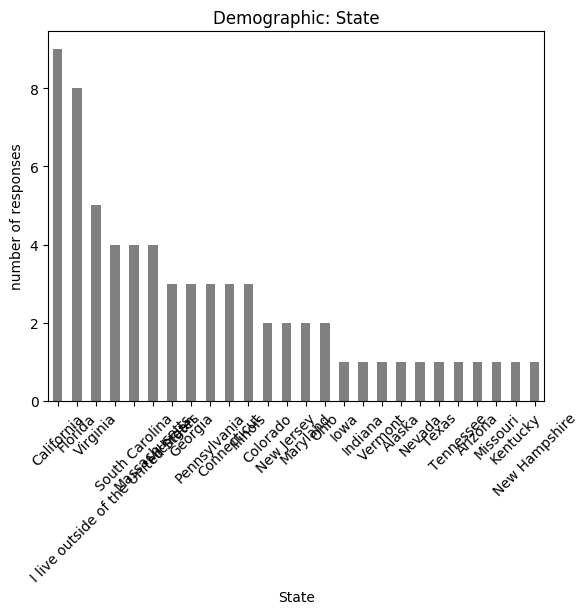 Demographic: State
number of responses
8
6
4
2
0
California
Florida
Virginia
I live outside of the United States
South Carolina
Massachusetts
Georgia
Pennsylvania
Connecticut
Illinois
Colorado
New Jersey
Maryland
Ohio
Iowa
Indiana
Vermont
Alaska
Nevada
Texas
Tennessee
Arizona
Missouri
Kentucky
New Hampshire
State